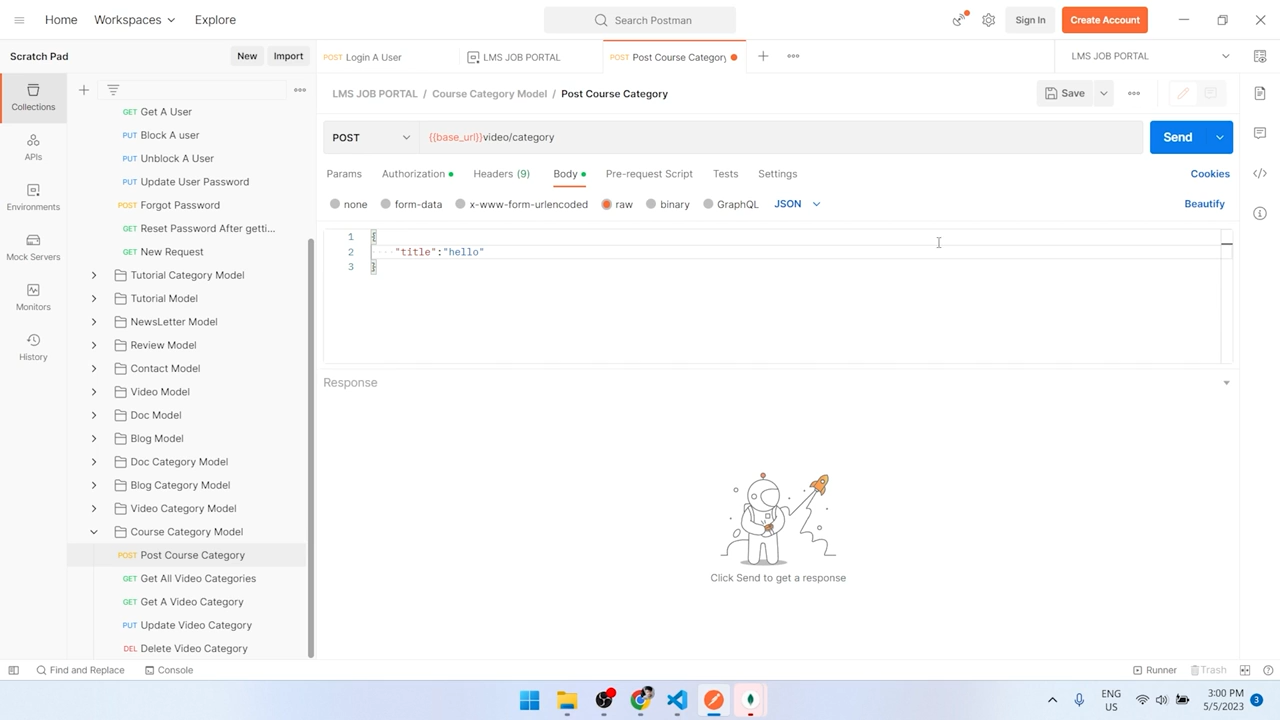 Home
Workspaces
Explore
Search Postman
Sign In
Create Account
Scratch Pad
New
Import
POST Login A User
LMS JOB PORTAL
POST Post Course Category
LMS JOB PORTAL
Collections
APIs
Environments
Mock Servers
Monitors
History
GET Get A User
PUT Block A user
PUT Unblock A User
PUT Update User Password
POST Forgot Password
Reset Password After getti...
GET New Request
Tutorial Category Model
Tutorial Model
NewsLetter Model
Review Model
Contact Model
Video Model
Doc Model
Blog Model
Doc Category Model
Blog Category Model
Video Category Model
Course Category Model
POST Post Course Category
GET Get All Video Categories
GET Get A Video Category
PUT Update Video Category
DEL Delete Video Category
LMS JOB PORTAL / Course Category Model / Post Course Category
Save
POST
{{base_url}}video/category
Send
Params
Authorization
Headers (9)
Body
Pre-request Script
Tests
Settings
Cookies
none
form-data
x-www-form-urlencoded
raw
binary
GraphQL
JSON
Beautify
1 {
2 "title":"hello"
3 }
Response
Click Send to get a response
Find and Replace
Console
Runner
Trash
ENG
US
3:00 PM
5/5/2023
3